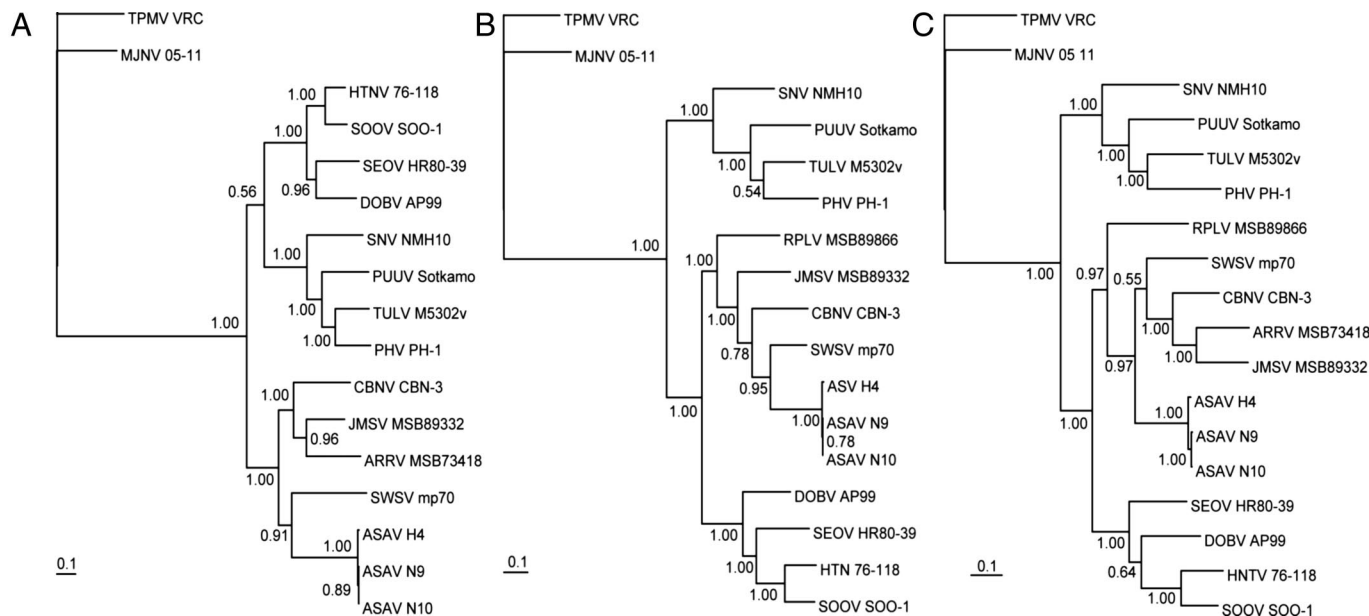 A
TPMV VRC
MJNV 05-11
1.00
HTNV 76-118
1.00
SOOV SOO-1
SEOV HR80-39
0.56
0.96
DOBV AP99
SNV NMH10
1.00
PUUV Sotkamo
1.00
TULV M5302v
1.00
1.00
PHV PH-1
CBNV CBN-3
1.00
JMSV MSB89332
0.96
ARRV MSB73418
1.00
SWSV mp70
0.91
ASAV H4
1.00
ASAV N9
0.89
ASAV N10
0.1
B
TPMV VRC
MJNV 05-11
SNV NMH10
1.00
PUUV Sotkamo
1.00
TULV M5302v
0.54
PHV PH-1
RPLV MSB89866
1.00
1.00
JMSV MSB89332
1.00
CBNV CBN-3
0.78
SWSV mp70
0.95
ASV H4
1.00
1.00
ASAV N9
0.78
ASAV N10
DOBV AP99
1.00
SEOV HR80-39
1.00
HTN 76-118
1.00
SOOV SOO-1
0.1
C
TPMV VRC
MJNV 05 11
SNV NMH10
1.00
PUUV Sotkamo
1.00
TULV M5302v
1.00
PHV PH-1
RPLV MSB89866
1.00
0.97
0.55
SWSV mp70
CBNV CBN-3
1.00
ARRV MSB73418
1.00
JMSV MSB89332
0.97
ASAV H4
1.00
1.00
ASAV N9
1.00
ASAV N10
SEOV HR80-39
1.00
DOBV AP99
0.64
HNTV 76-118
1.00
SOOV SOO-1
0.1